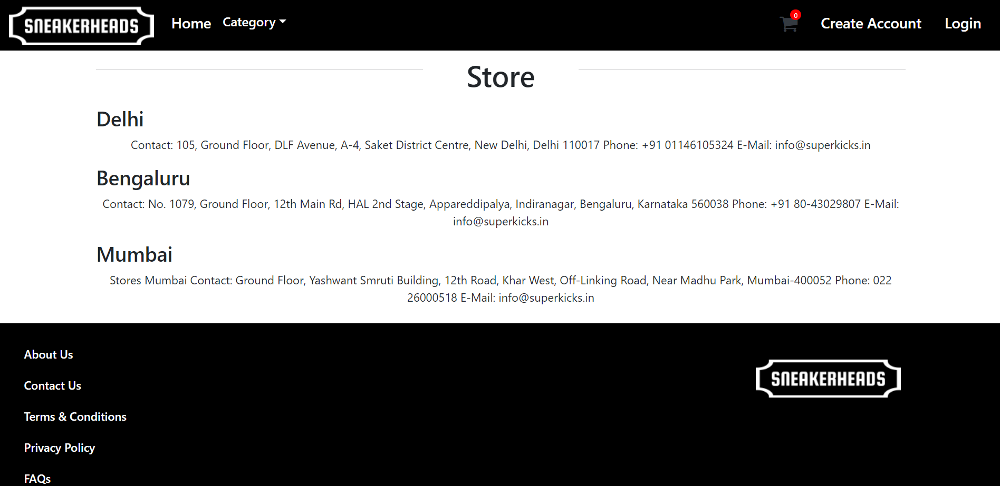 SNEAKERHEADS Home Category 0 Create Account Login
Store
Delhi
Contact: 105, Ground Floor, DLF Avenue, A-4, Saket District Centre, New Delhi, Delhi 110017 Phone: +91 01146105324 E-Mail: info@superkicks.in
Bengaluru
Contact: No. 1079, Ground Floor, 12th Main Rd, HAL 2nd Stage, Appareddipalya, Indiranagar, Bengaluru, Karnataka 560038 Phone: +91 80-43029807 E-Mail:
info@superkicks.in
Mumbai
Stores Mumbai Contact: Ground Floor, Yashwant Smruti Building, 12th Road, Khar West, Off-Linking Road, Near Madhu Park, Mumbai-400052 Phone: 022
26000518 E-Mail: info@superkicks.in
About Us
Contact Us
Terms & Conditions
Privacy Policy
FAQs
SNEAKERHEADS